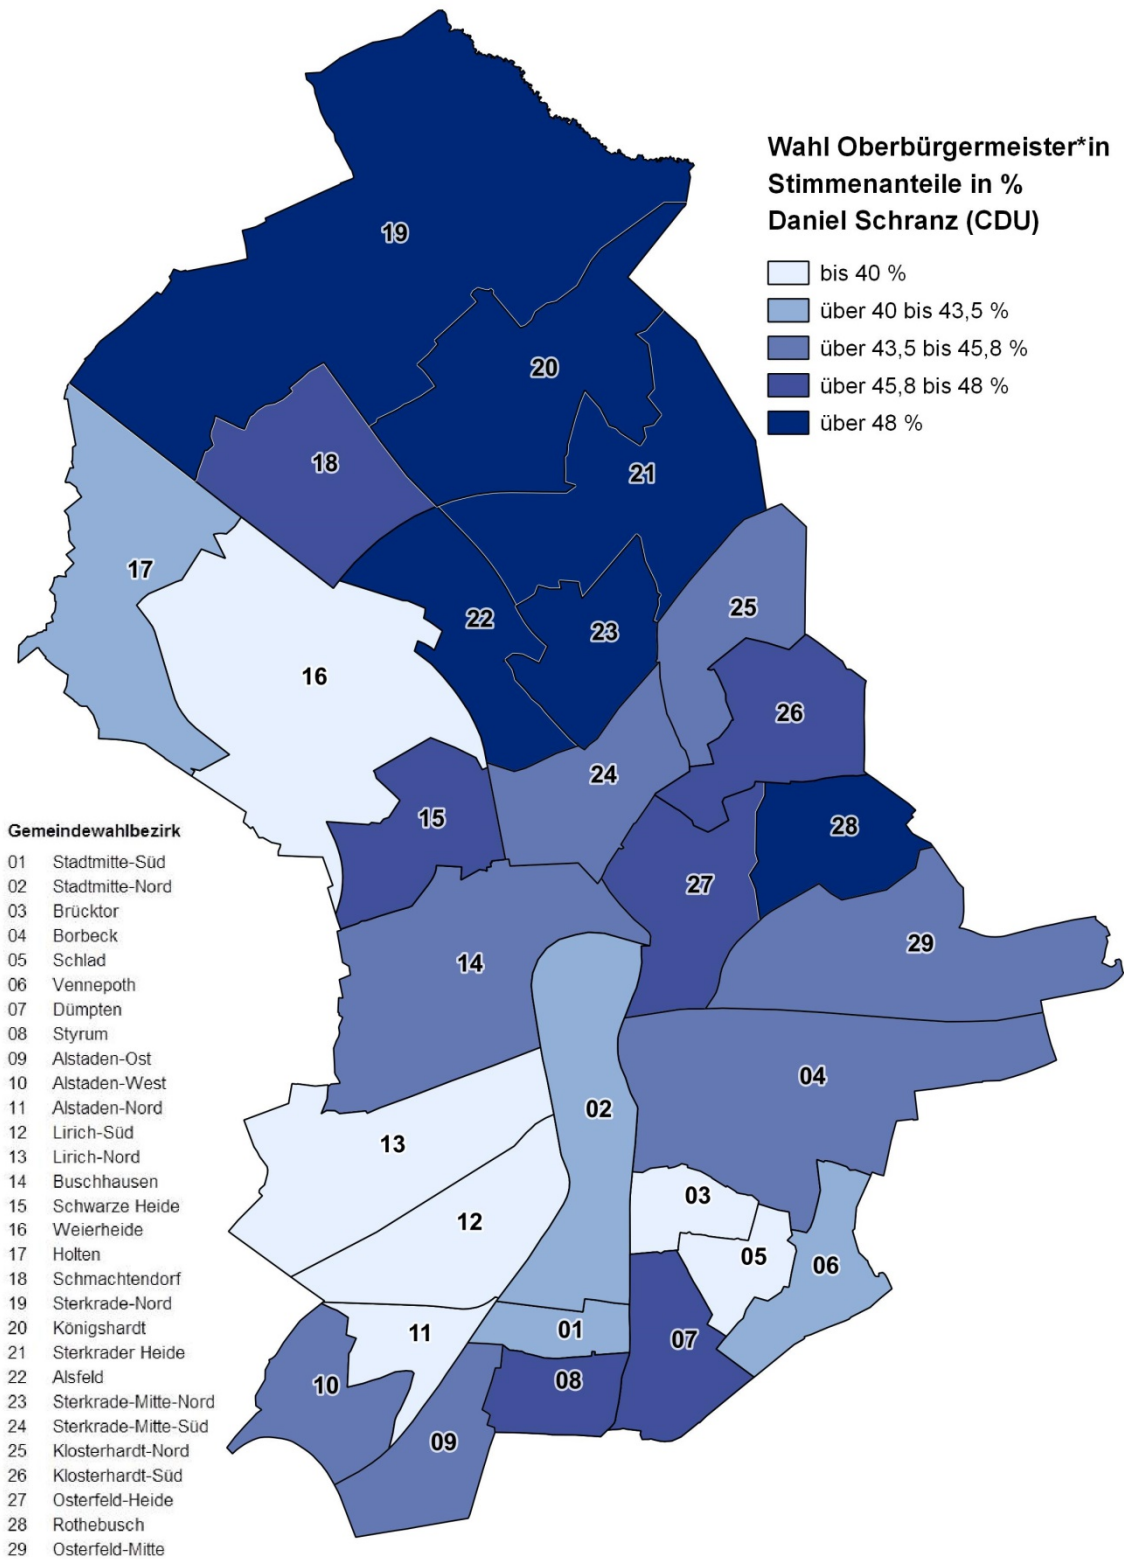 Wahl Oberbürgermeister*in
Stimmenanteile in %
Daniel Schranz (CDU)
bis 40 %
über 40 bis 43,5 %
über 43,5 bis 45,8 %
über 45,8 bis 48 %
über 48 %
19
20
18
21
17
25
22
23
16
26
24
15
28
27
29
14
04
02
13
03
12
05
06
11
01
07
10
08
09
Gemeindewahlbezirk
01 Stadtmitte-Süd
02 Stadtmitte-Nord
03 Brücktor
04 Borbeck
05 Schlad
06 Vennepoth
07 Dümpten
08 Styrum
09 Alstaden-Ost
10 Alstaden-West
11 Alstaden-Nord
12 Lirich-Süd
13 Lirich-Nord
14 Buschhausen
15 Schwarze Heide
16 Weierheide
17 Holten
18 Schmachtendorf
19 Sterkrade-Nord
20 Königshardt
21 Sterkrader Heide
22 Alsfeld
23 Sterkrade-Mitte-Nord
24 Sterkrade-Mitte-Süd
25 Klosterhardt-Nord
26 Klosterhardt-Süd
27 Osterfeld-Heide
28 Rothebusch
29 Osterfeld-Mitte